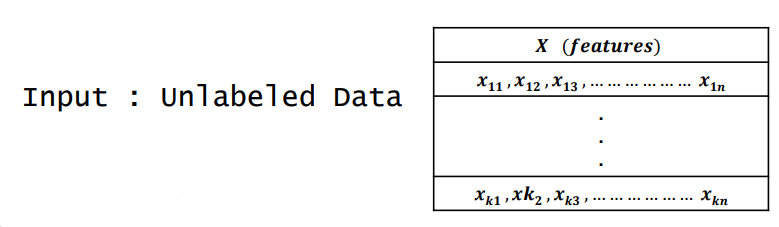 Input : Unlabeled Data
X (features)
x₁₁ , x₁₂ , x₁₃ , ... ... ... ... ... ... x₁ₙ
.
.
.
xₖ₁ , xk₂ , xₖ₃ , ... ... ... ... ... ... xₖₙ